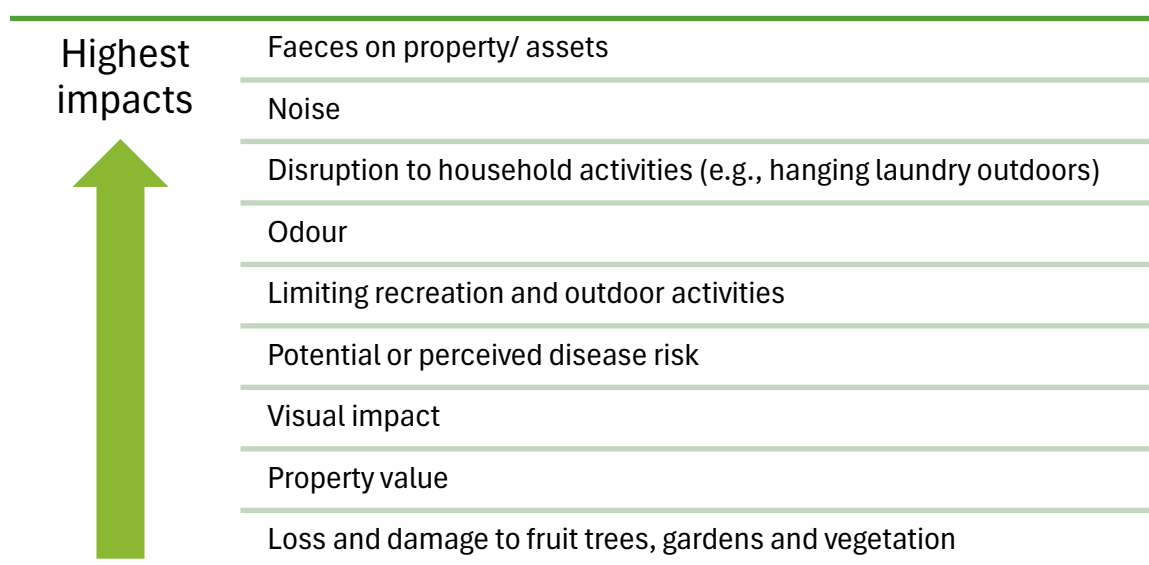 Highest
impacts
Faeces on property/ assets
Noise
Disruption to household activities (e.g., hanging laundry outdoors)
Odour
Limiting recreation and outdoor activities
Potential or perceived disease risk
Visual impact
Property value
Loss and damage to fruit trees, gardens and vegetation